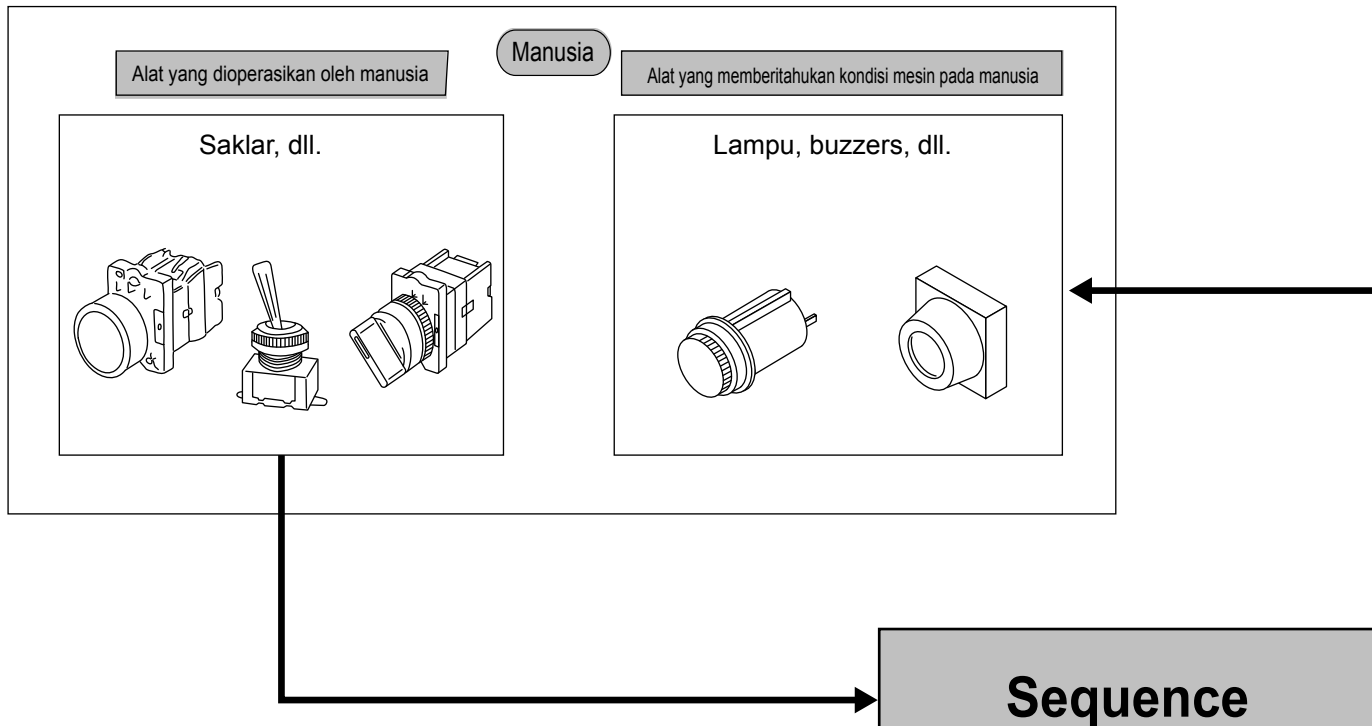 Manusia
Alat yang dioperasikan oleh manusia
Alat yang memberitahukan kondisi mesin pada manusia
Saklar, dll.
Lampu, buzzers, dll.
Sequence